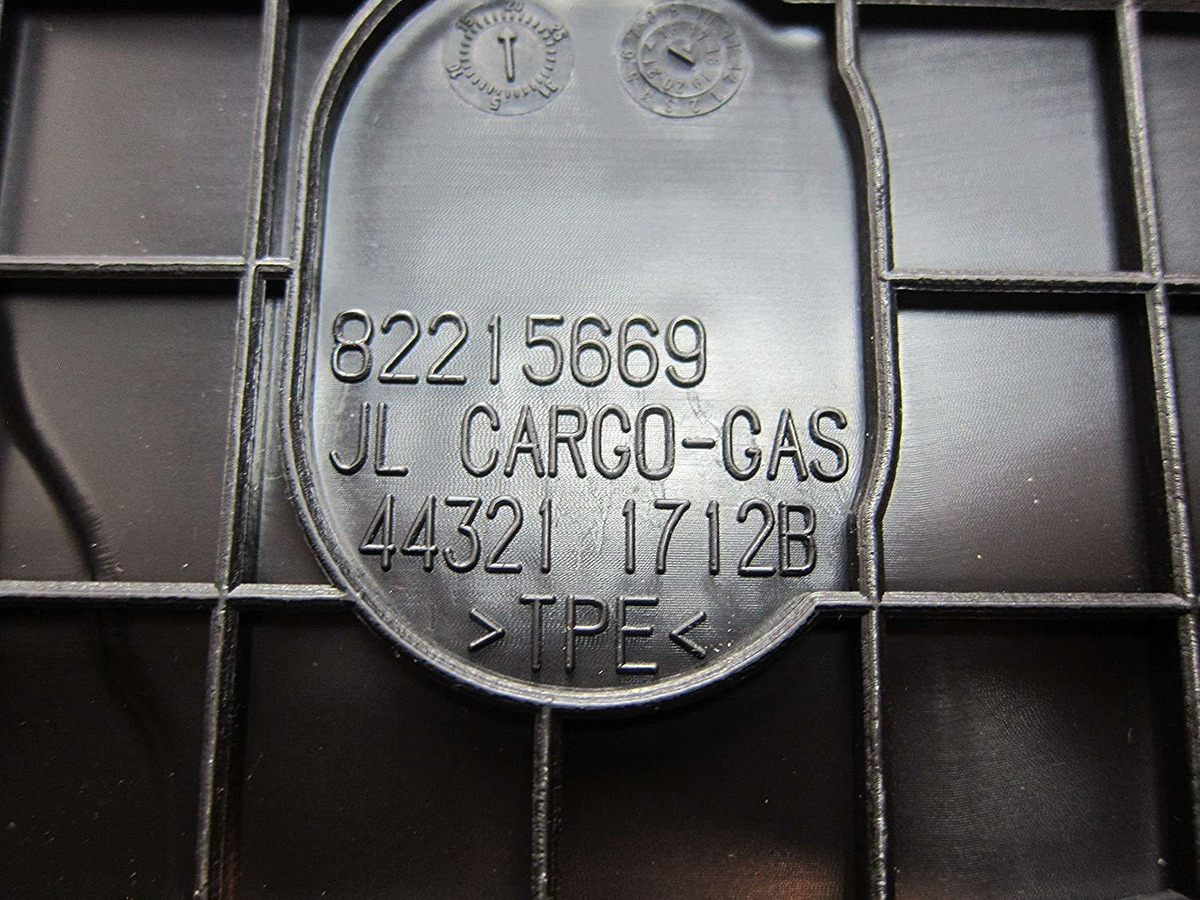 82215669
JL CARGO-GAS
44321 1712B
>TPE<